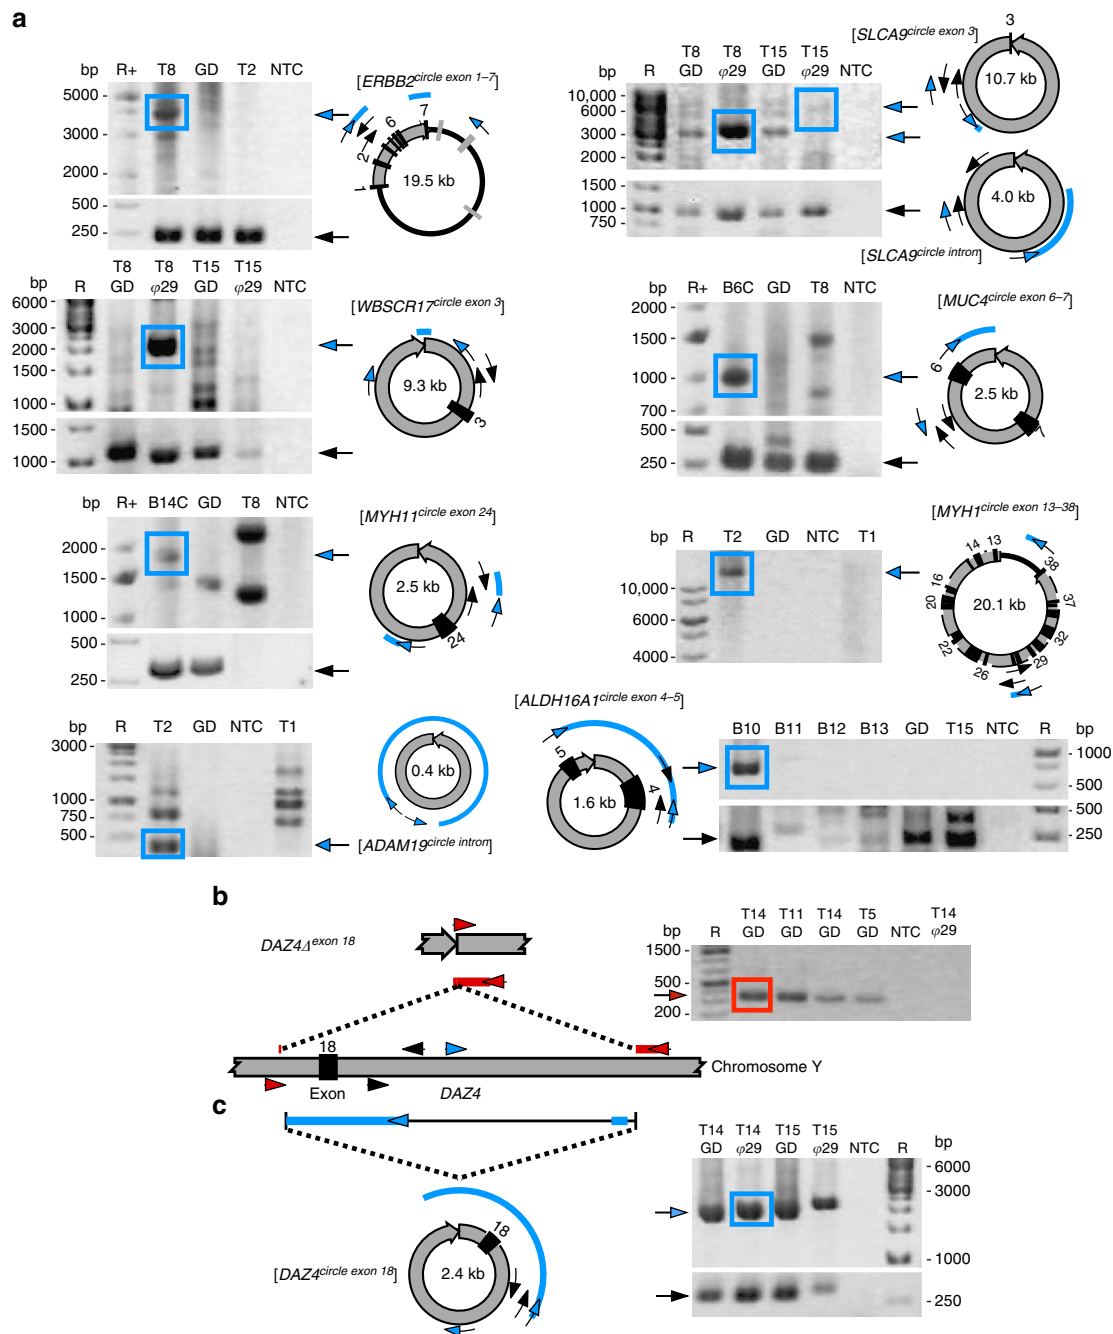 a
bp R+ T8 GD T2 NTC
5000 -
3000 -
2000 -
500 -
250 -
[ERBB2circle exon 1–7]
1 2 6 7
19.5 kb
T8 T8 T15 T15
bp R GD φ29 GD φ29 NTC
10,000 -
6000 -
3000 -
2000 -
1500 -
1000 -
750 -
[SLCA9circle exon 3]
3
10.7 kb
4.0 kb
[SLCA9circle intron]
T8 T8 T15 T15
bp R GD φ29 GD φ29 NTC
6000 -
3000 -
2000 -
1500 -
1000 -
1500 -
1000 -
[WBSCR17circle exon 3]
9.3 kb
3
bp R+ B6C GD T8 NTC
2000 -
1500 -
1000 -
700 -
500 -
250 -
[MUC4circle exon 6–7]
6
2.5 kb
7
bp R+ B14C GD T8 NTC
2000 -
1500 -
1000 -
500 -
250 -
[MYH11circle exon 24]
2.5 kb
24
bp R T2 GD NTC T1
10,000 -
6000 -
4000 -
[MYH1circle exon 13–38]
13 14 16 20 22 26 29 32 37 38
20.1 kb
bp R T2 GD NTC T1
3000 -
1000 -
750 -
500 -
0.4 kb
[ADAM19circle intron]
[ALDH16A1circle exon 4–5]
5 4
1.6 kb
B10 B11 B12 B13 GD T15 NTC R bp
- 1000
- 500
- 500
- 250
b
DAZ4Δexon 18
18
Exon
DAZ4
Chromosome Y
T14 T11 T14 T5 T14
bp R GD GD GD GD NTC φ29
1500 -
500 -
200 -
c
[DAZ4circle exon 18]
18
2.4 kb
T14 T14 T15 T15
GD φ29 GD φ29 NTC R bp
- 6000
- 3000
- 1000
- 250